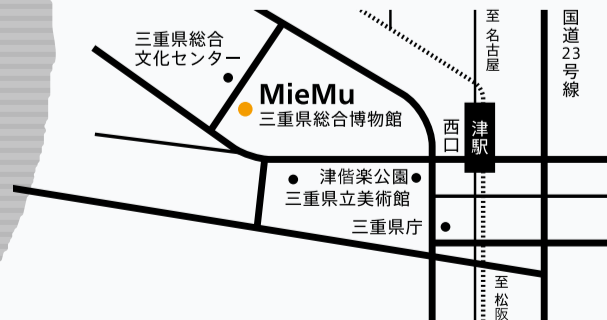 三重県総合
文化センター
MieMu
三重県総合博物館
至名古屋
国道23号線
西口
津駅
津偕楽公園
三重県立美術館
三重県庁
至松阪